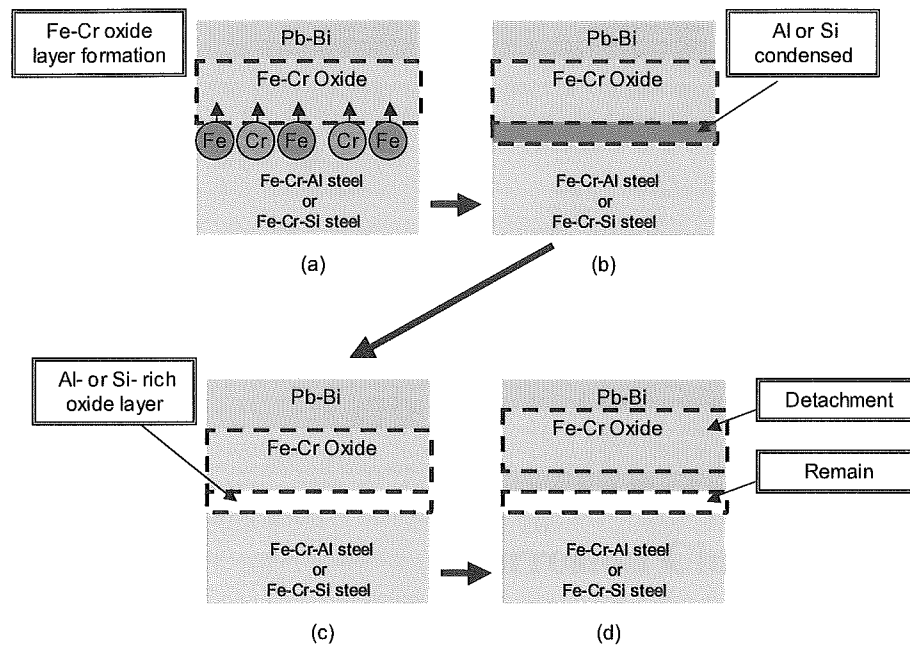 Fe-Cr oxide
layer formation
Pb-Bi
Fe-Cr Oxide
Fe
Cr
Fe
Cr
Fe
Fe-Cr-Al steel
or
Fe-Cr-Si steel
(a)
Pb-Bi
Fe-Cr Oxide
Al or Si
condensed
Fe-Cr-Al steel
or
Fe-Cr-Si steel
(b)
Al- or Si- rich
oxide layer
Pb-Bi
Fe-Cr Oxide
Fe-Cr-Al steel
or
Fe-Cr-Si steel
(c)
Pb-Bi
Fe-Cr Oxide
Detachment
Remain
Fe-Cr-Al steel
or
Fe-Cr-Si steel
(d)